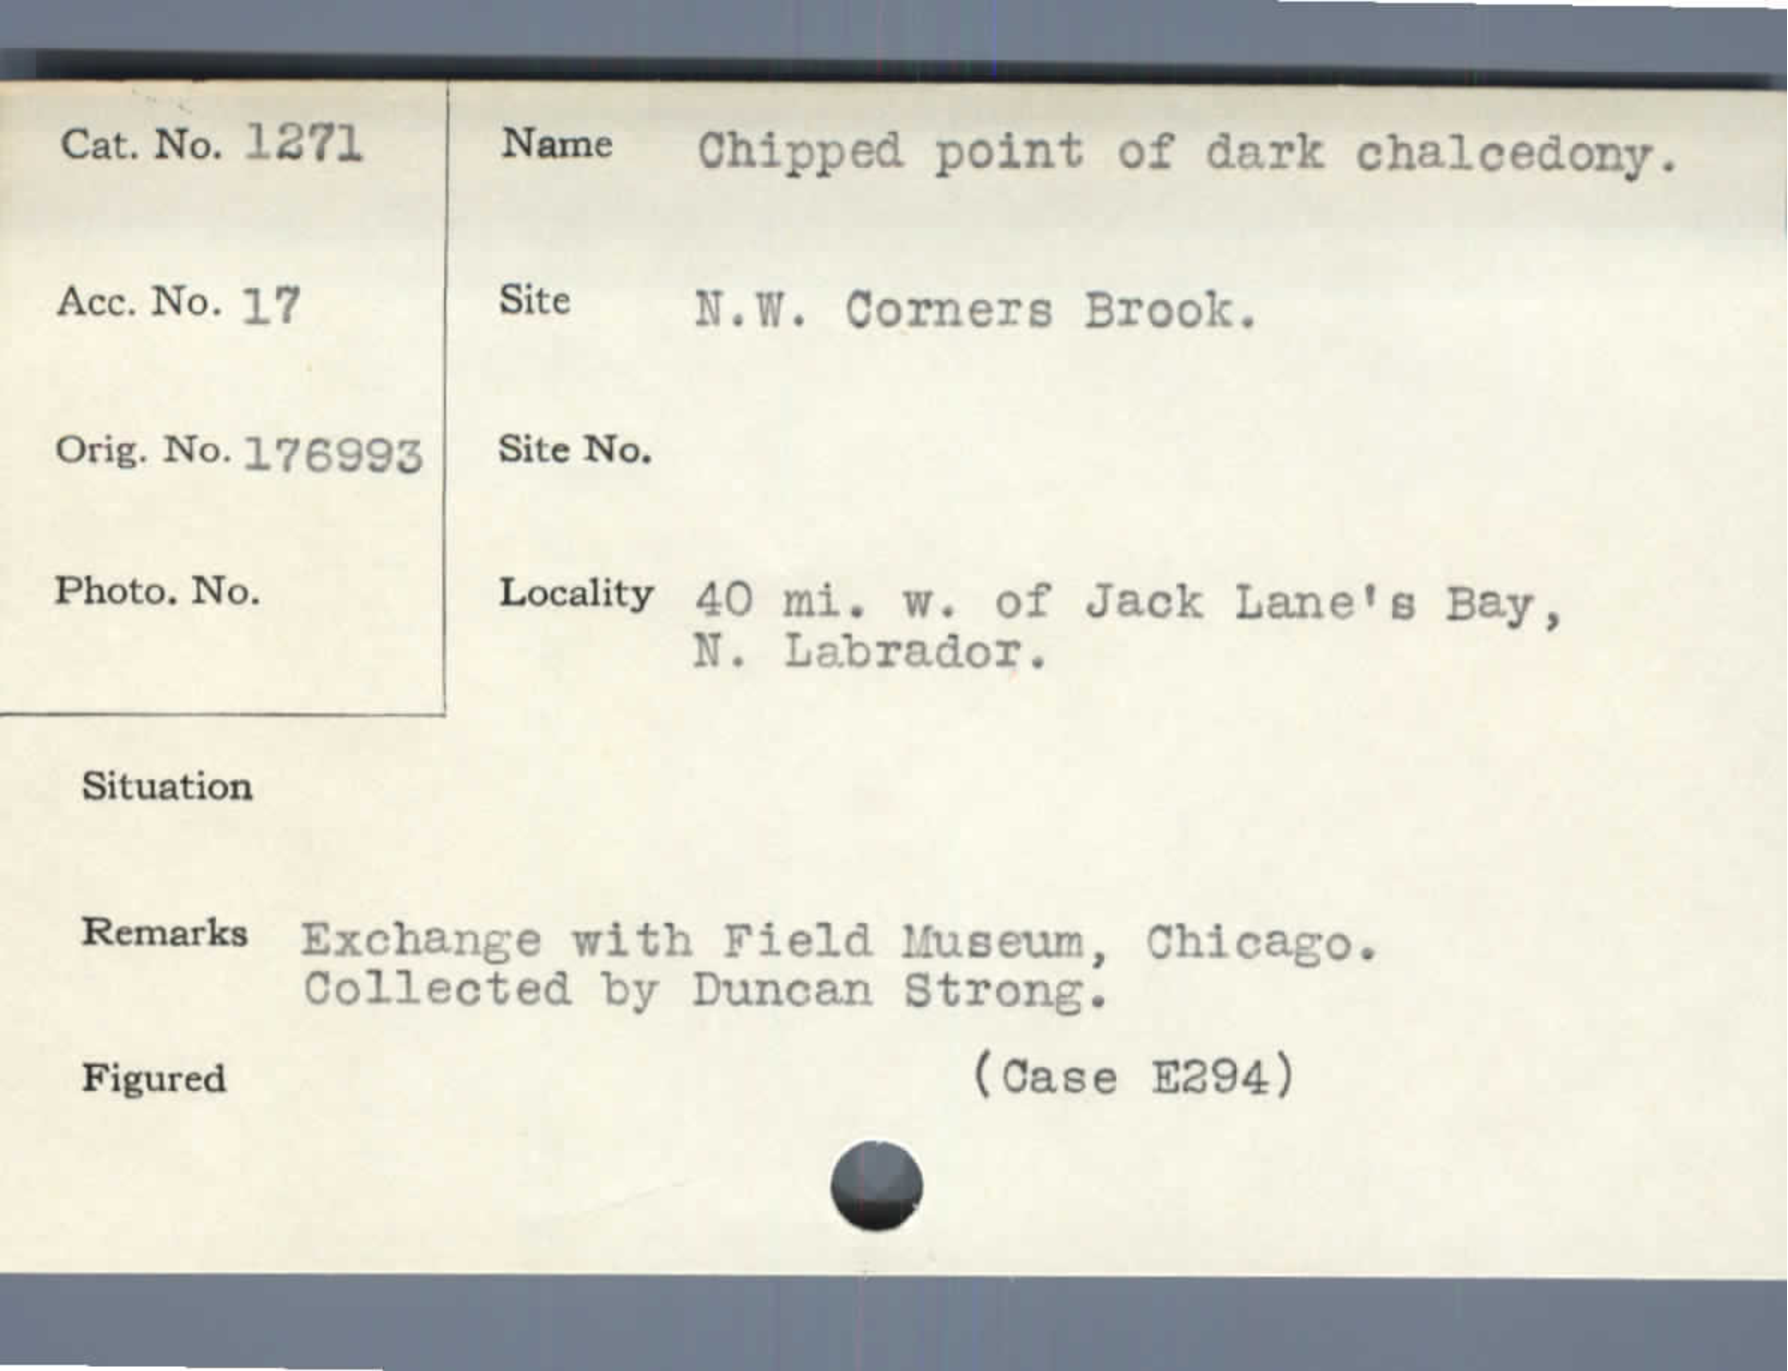 Cat. No. 1271
Name Chipped point of dark chalcedony.
Acc. No. 17
Site N.W. Corners Brook.
Orig. No. 176993
Site No.
Photo. No.
Locality 40 mi. w. of Jack Lane's Bay,
N. Labrador.
Situation
Remarks Exchange with Field Museum, Chicago.
Collected by Duncan Strong.
Figured
(Case E294)